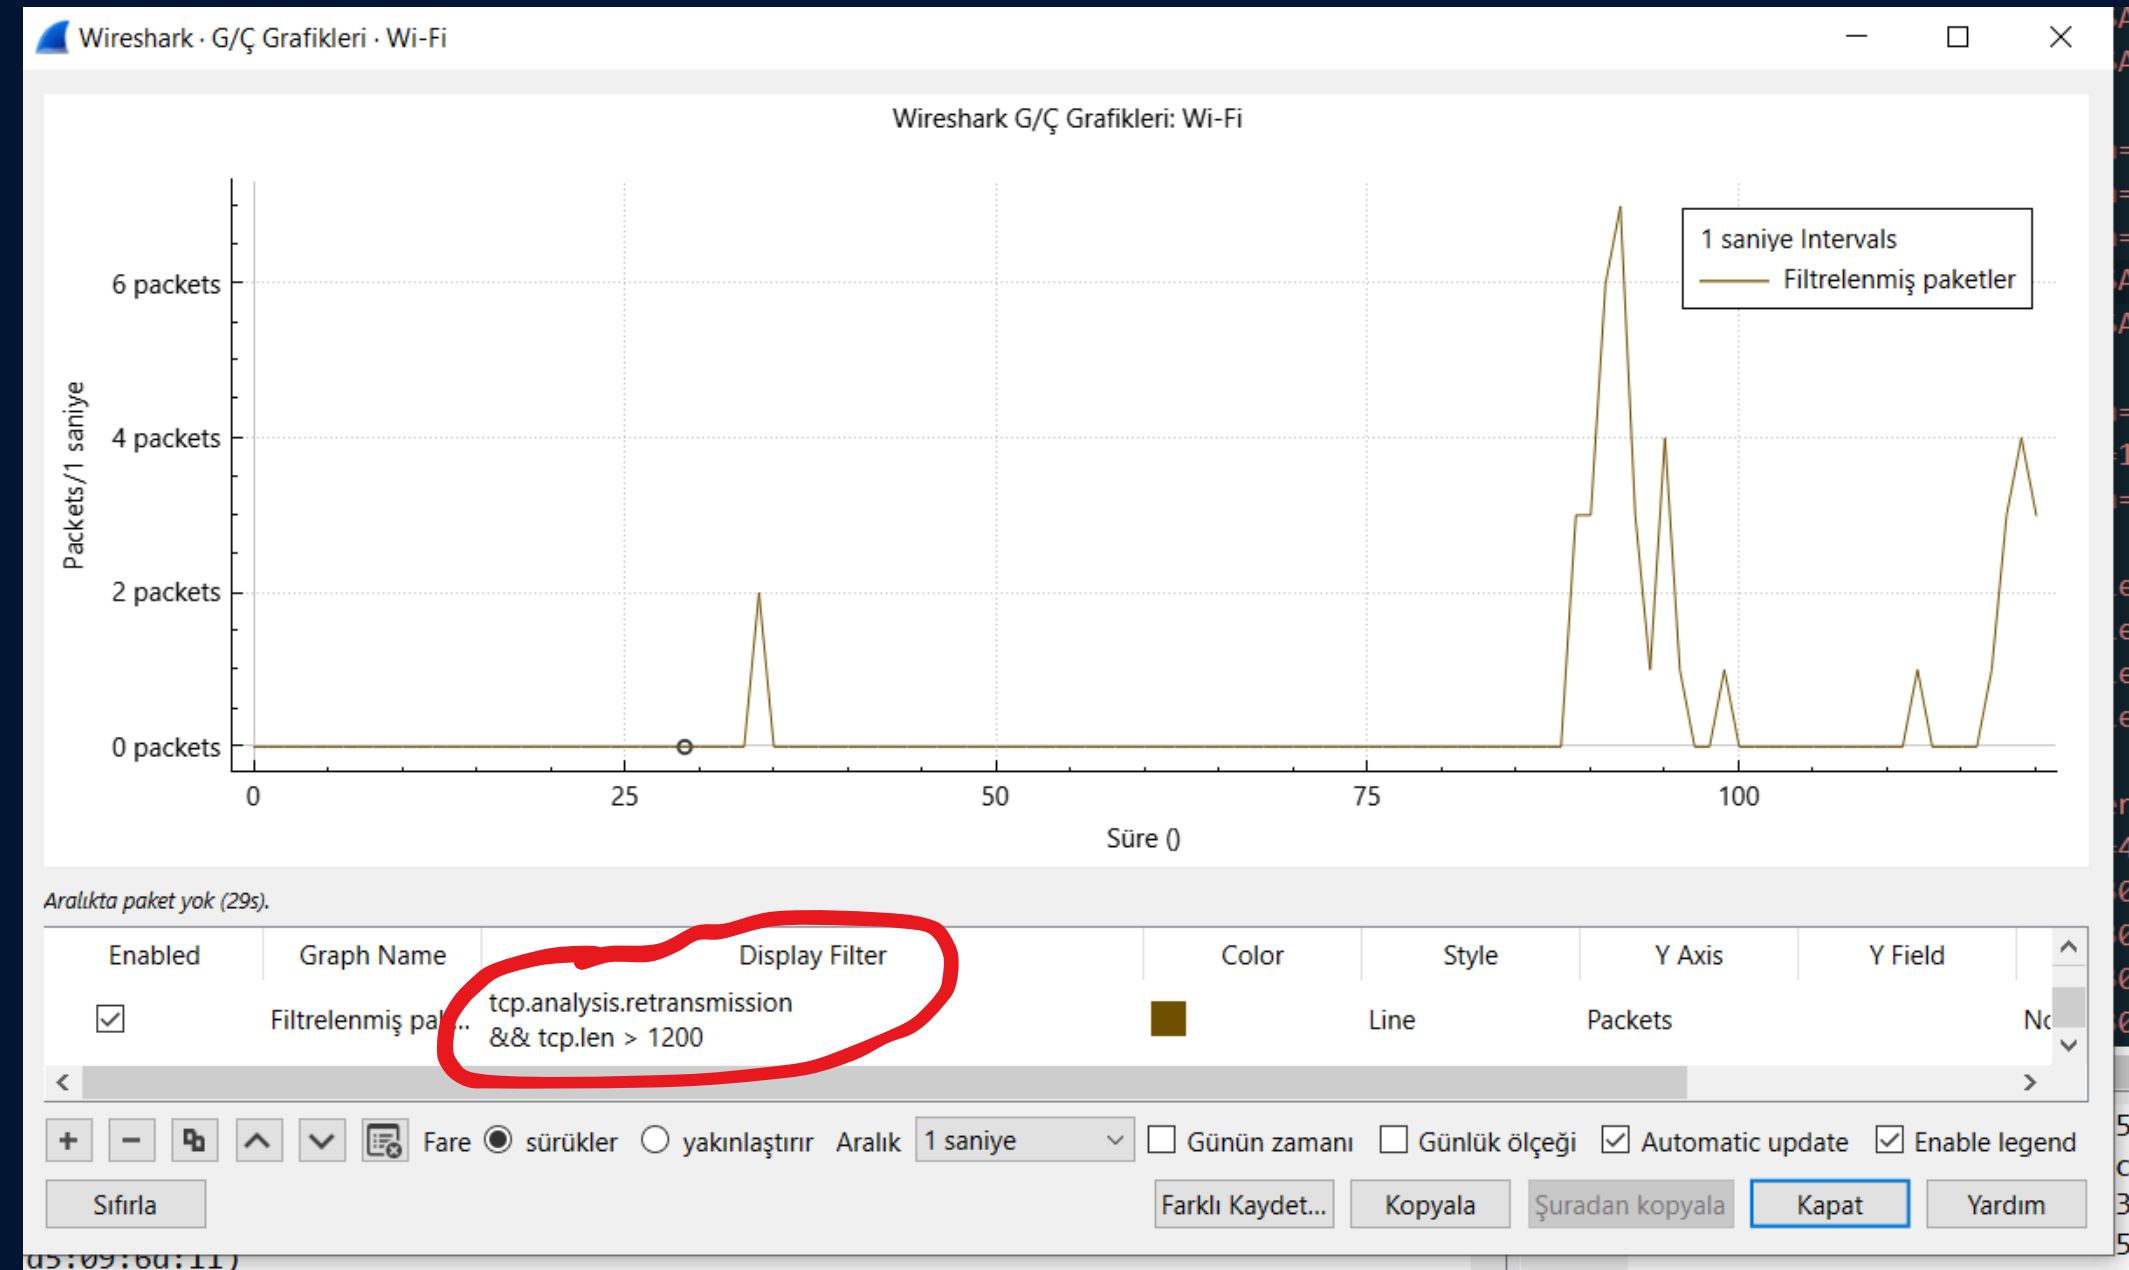 Wireshark · G/Ç Grafikleri · Wi-Fi
Wireshark G/Ç Grafikleri: Wi-Fi
1 saniye Intervals
Filtrelenmiş paketler
Packets/1 saniye
6 packets
4 packets
2 packets
0 packets
0 25 50 75 100
Süre ()
Aralıkta paket yok (29s).
Enabled Graph Name Display Filter Color Style Y Axis Y Field
Filtrelenmiş pak... tcp.analysis.retransmission Line Packets
&& tcp.len > 1200
Fare sürükler yakınlaştırır Aralık 1 saniye Günün zamanı Günlük ölçeği Automatic update Enable legend
Sıfırla Farklı Kaydet... Kopyala Şuradan kopyala Kapat Yardım